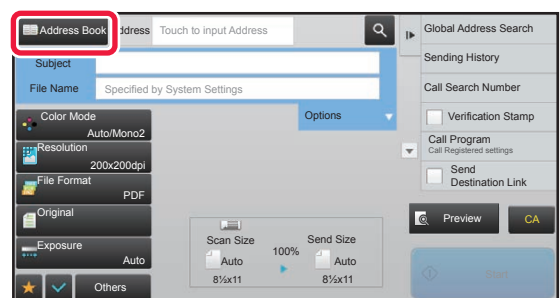 Address Book
ddress
Touch to input Address
Subject
File Name
Specified by System Settings
Options
Color Mode
Auto/Mono2
Resolution
200x200dpi
File Format
PDF
Original
Exposure
Auto
Others
Scan Size
Auto
8½x11
100%
Send Size
Auto
8½x11
Global Address Search
Sending History
Call Search Number
Verification Stamp
Call Program
Call Registered settings
Send
Destination Link
Preview
CA
Start